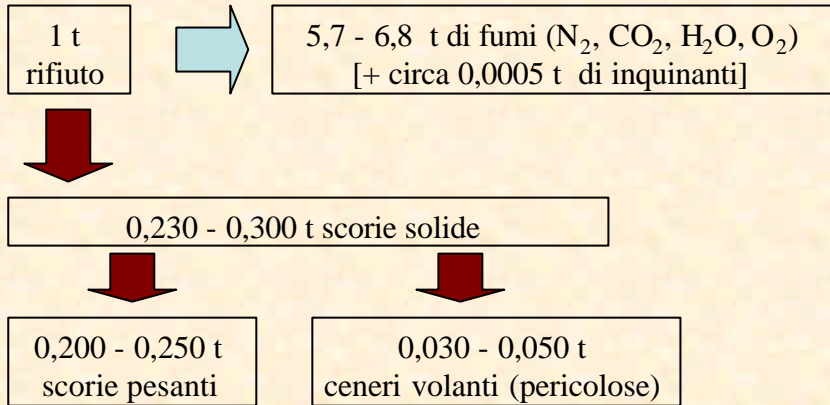 1 t
rifiuto
5,7 - 6,8 t di fumi (N₂, CO₂, H₂O, O₂)
[+ circa 0,0005 t di inquinanti]
0,230 - 0,300 t scorie solide
0,200 - 0,250 t
scorie pesanti
0,030 - 0,050 t
ceneri volanti (pericolose)